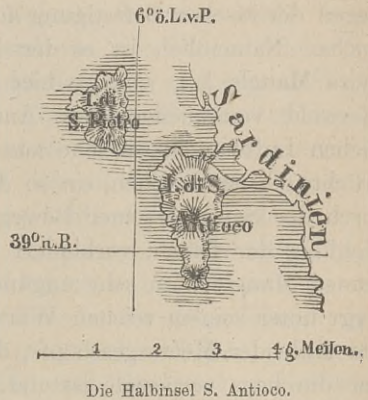 6° ö. L. v. P.
I. di
S. Pietro
Sardinien
I. di S.
Antioco
39° n. B.
1 2 3 4 g. Meilen.
Die Halbinsel S. Antioco.